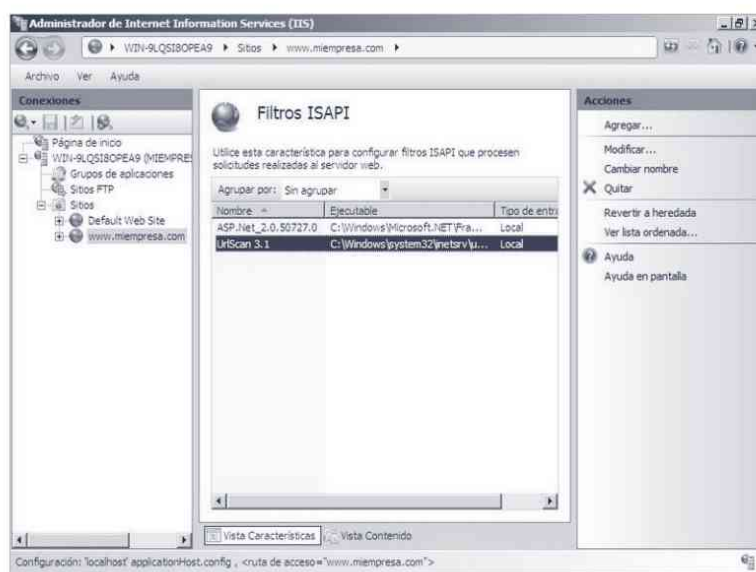 Administrador de Internet Information Services (IIS)
WIN-9LQSI8OPEA9 Sitios www.miempresa.com
Archivo Ver Ayuda
Conexiones
Página de inicio
WIN-9LQSI8OPEA9 (MIEMPRE
Grupos de aplicaciones
Sitios FTP
Sitios
Default Web Site
www.miempresa.com
Filtros ISAPI
Utilice esta característica para configurar filtros ISAPI que procesen
solicitudes realizadas al servidor web.
Agrupar por: Sin agrupar
Nombre Ejecutable Tipo de entra
ASP.Net_2.0.50727.0 C:\Windows\Microsoft.NET\Fra... Local
UrlScan 3.1 C:\Windows\system32\inetsrv\u... Local
Vista Características Vista Contenido
Acciones
Agregar...
Modificar...
Cambiar nombre
Quitar
Revertir a heredada
Ver lista ordenada...
Ayuda
Ayuda en pantalla
Configuración: 'localhost' applicationHost.config , <ruta de acceso="www.miempresa.com">